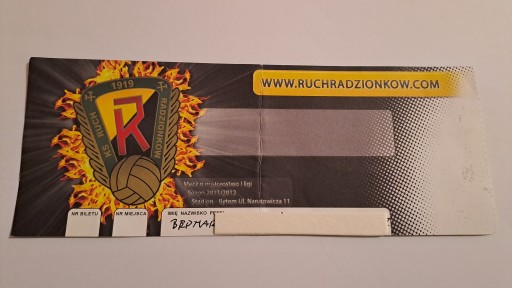 WWW.RUCHRADZIONKOW.COM
1919
KS RUCH RADZIONKOW
R
Mecz o mistrzostwo I ligi
Sezon 2011/2012
Stadion - Bytom Ul. Narutowicza 11
NR BILETU
NR MIEJSCA
IMIĘ NAZWISKO